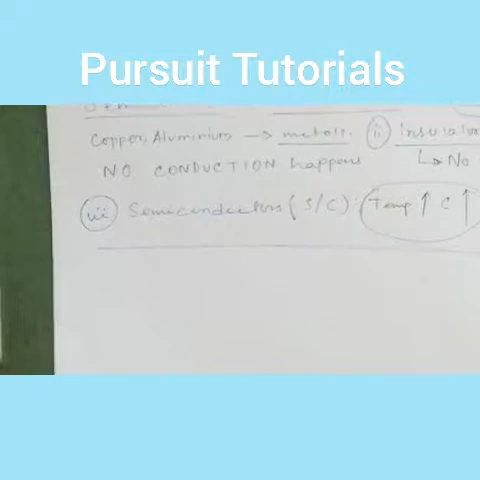 Pursuit Tutorials
Copper, Aluminium → metals. (ii) Insulator
NO CONDUCTION happens ↳ No
(iii) Semiconductors (S/C): (Temp ↑ C ↑